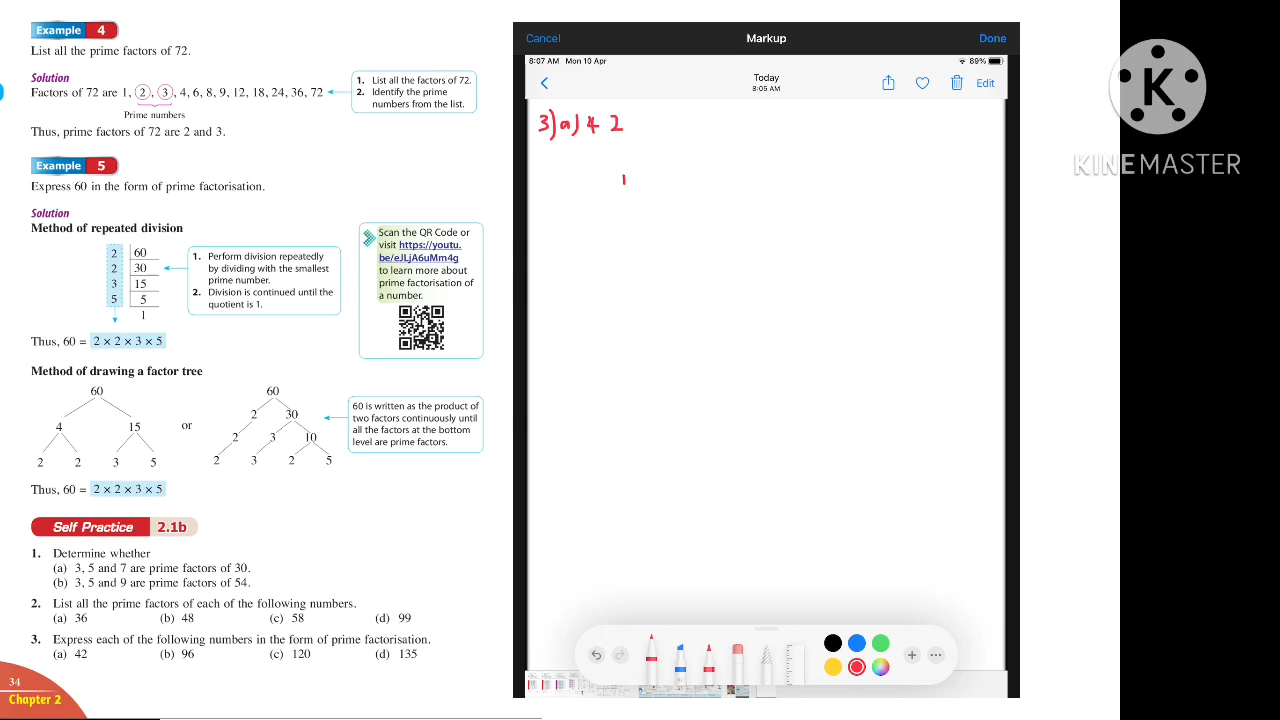 Example 4
List all the prime factors of 72.
Solution
Factors of 72 are 1, 2, 3, 4, 6, 8, 9, 12, 18, 24, 36, 72
Prime numbers
1. List all the factors of 72.
2. Identify the prime
numbers from the list.
Thus, prime factors of 72 are 2 and 3.
Example 5
Express 60 in the form of prime factorisation.
Solution
Method of repeated division
2 60
2 30
3 15
5 5
1
1. Perform division repeatedly
by dividing with the smallest
prime number.
2. Division is continued until the
quotient is 1.
Scan the QR Code or
visit https://youtu.
be/eJLjA6uMm4g
to learn more about
prime factorisation of
a number.
Thus, 60 = 2 × 2 × 3 × 5
Method of drawing a factor tree
60
4 15
2 2 3 5
or
60
2 30
2 3 10
2 3 2 5
60 is written as the product of
two factors continuously until
all the factors at the bottom
level are prime factors.
Thus, 60 = 2 × 2 × 3 × 5
Self Practice 2.1b
1. Determine whether
(a) 3, 5 and 7 are prime factors of 30.
(b) 3, 5 and 9 are prime factors of 54.
2. List all the prime factors of each of the following numbers.
(a) 36 (b) 48 (c) 58 (d) 99
3. Express each of the following numbers in the form of prime factorisation.
(a) 42 (b) 96 (c) 120 (d) 135
34
Chapter 2
Cancel Markup Done
8:07 AM Mon 10 Apr 89%
Today
8:05 AM
Edit
3) a) 4 2
1
K
KINEMASTER